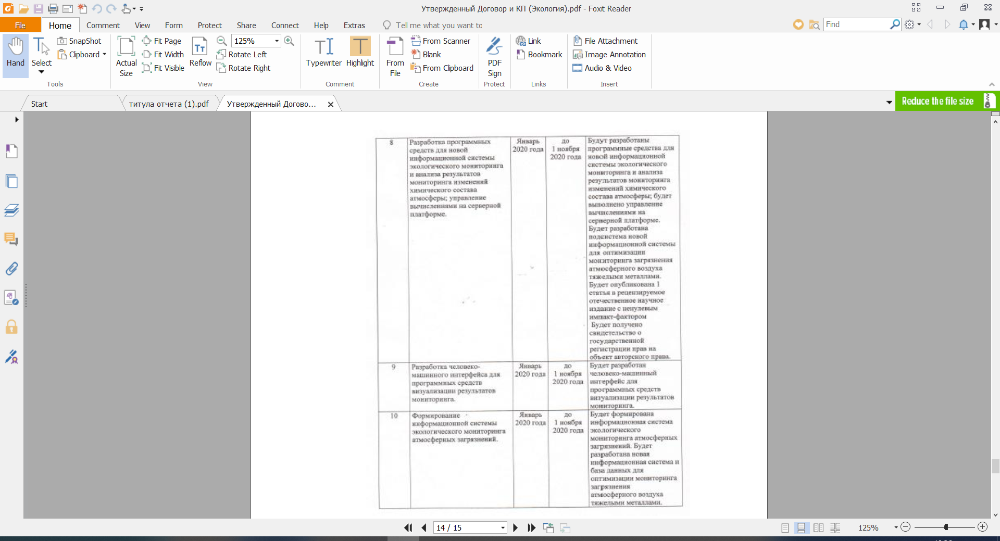 Утвержденный Договор и КП (Экология).pdf - Foxit Reader
File Home Comment View Form Protect Share Connect Help Extras Tell me what you want to
Find
Hand
Select
SnapShot
Clipboard
Tools
Actual Size
Fit Page
Fit Width
Fit Visible
Reflow
125%
Rotate Left
Rotate Right
View
Typewriter
Highlight
Comment
From File
From Scanner
Blank
From Clipboard
Create
PDF Sign
Protect
Link
Bookmark
Links
File Attachment
Image Annotation
Audio & Video
Insert
Start
титула отчета (1).pdf
Утвержденный Догово...
Reduce the file size
8
Разработка программных
средств для новой
информационной системы
экологического мониторинга
и анализа результатов
мониторинга изменений
химического состава
атмосферы; управление
вычислениями на серверной
платформе.
Январь
2020 года
до
1 ноября
2020 года
Будут разработаны
программные средства для
новой информационной
системы экологического
мониторинга и анализа
результатов мониторинга
изменений химического
состава атмосферы; будет
выполнено управление
вычислениями на
серверной платформе.
Будет разработана
подсистема новой
информационной системы
для оптимизации
мониторинга загрязнения
атмосферного воздуха
тяжелыми металлами.
Будет опубликована 1
статья в рецензируемое
отечественное научное
издание с ненулевым
импакт-фактором
Будет получено
свидетельство о
государственной
регистрации прав на
объект авторского права.
9
Разработка человеко-
машинного интерфейса для
программных средств
визуализации результатов
мониторинга.
Январь
2020 года
до
1 ноября
2020 года
Будет разработан
человеко-машинный
интерфейс для
программных средств
визуализации результатов
мониторинга.
10
Формирование
информационной системы
экологического мониторинга
атмосферных загрязнений.
Январь
2020 года
до
1 ноября
2020 года
Будет формирована
информационная система
экологического
мониторинга атмосферных
загрязнений. Будет
разработана новая
информационная система и
база данных для
оптимизации мониторинга
загрязнения
атмосферного воздуха
тяжелыми металлами.
14 / 15
125%